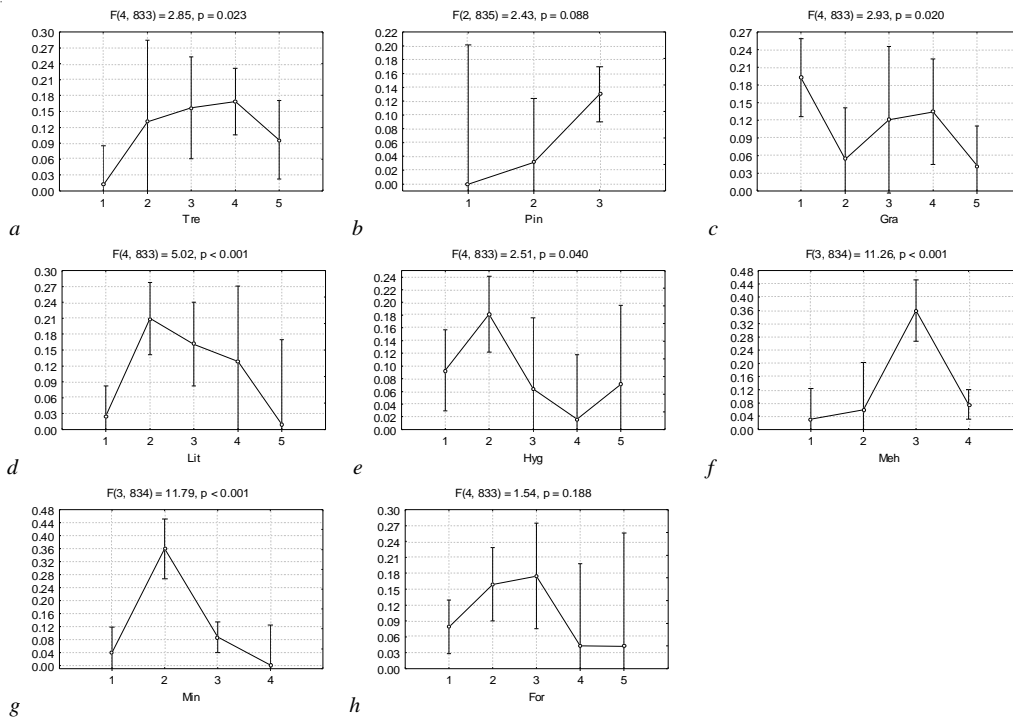 F(4, 833) = 2.85, p = 0.023
0.30
0.27
0.24
0.21
0.18
0.15
0.12
0.09
0.06
0.03
0.00
1 2 3 4 5
Tre
a
F(2, 835) = 2.43, p = 0.088
0.22
0.20
0.18
0.16
0.14
0.12
0.10
0.08
0.06
0.04
0.02
0.00
1 2 3
Pin
b
F(4, 833) = 2.93, p = 0.020
0.27
0.24
0.21
0.18
0.15
0.12
0.09
0.06
0.03
0.00
1 2 3 4 5
Gra
c
F(4, 833) = 5.02, p < 0.001
0.30
0.27
0.24
0.21
0.18
0.15
0.12
0.09
0.06
0.03
0.00
1 2 3 4 5
Lit
d
F(4, 833) = 2.51, p = 0.040
0.24
0.22
0.20
0.18
0.16
0.14
0.12
0.10
0.08
0.06
0.04
0.02
0.00
1 2 3 4 5
Hyg
e
F(3, 834) = 11.26, p < 0.001
0.48
0.44
0.40
0.36
0.32
0.28
0.24
0.20
0.16
0.12
0.08
0.04
0.00
1 2 3 4
Meh
f
F(3, 834) = 11.79, p < 0.001
0.48
0.44
0.40
0.36
0.32
0.28
0.24
0.20
0.16
0.12
0.08
0.04
0.00
1 2 3 4
Min
g
F(4, 833) = 1.54, p = 0.188
0.30
0.27
0.24
0.21
0.18
0.15
0.12
0.09
0.06
0.03
0.00
1 2 3 4 5
For
h